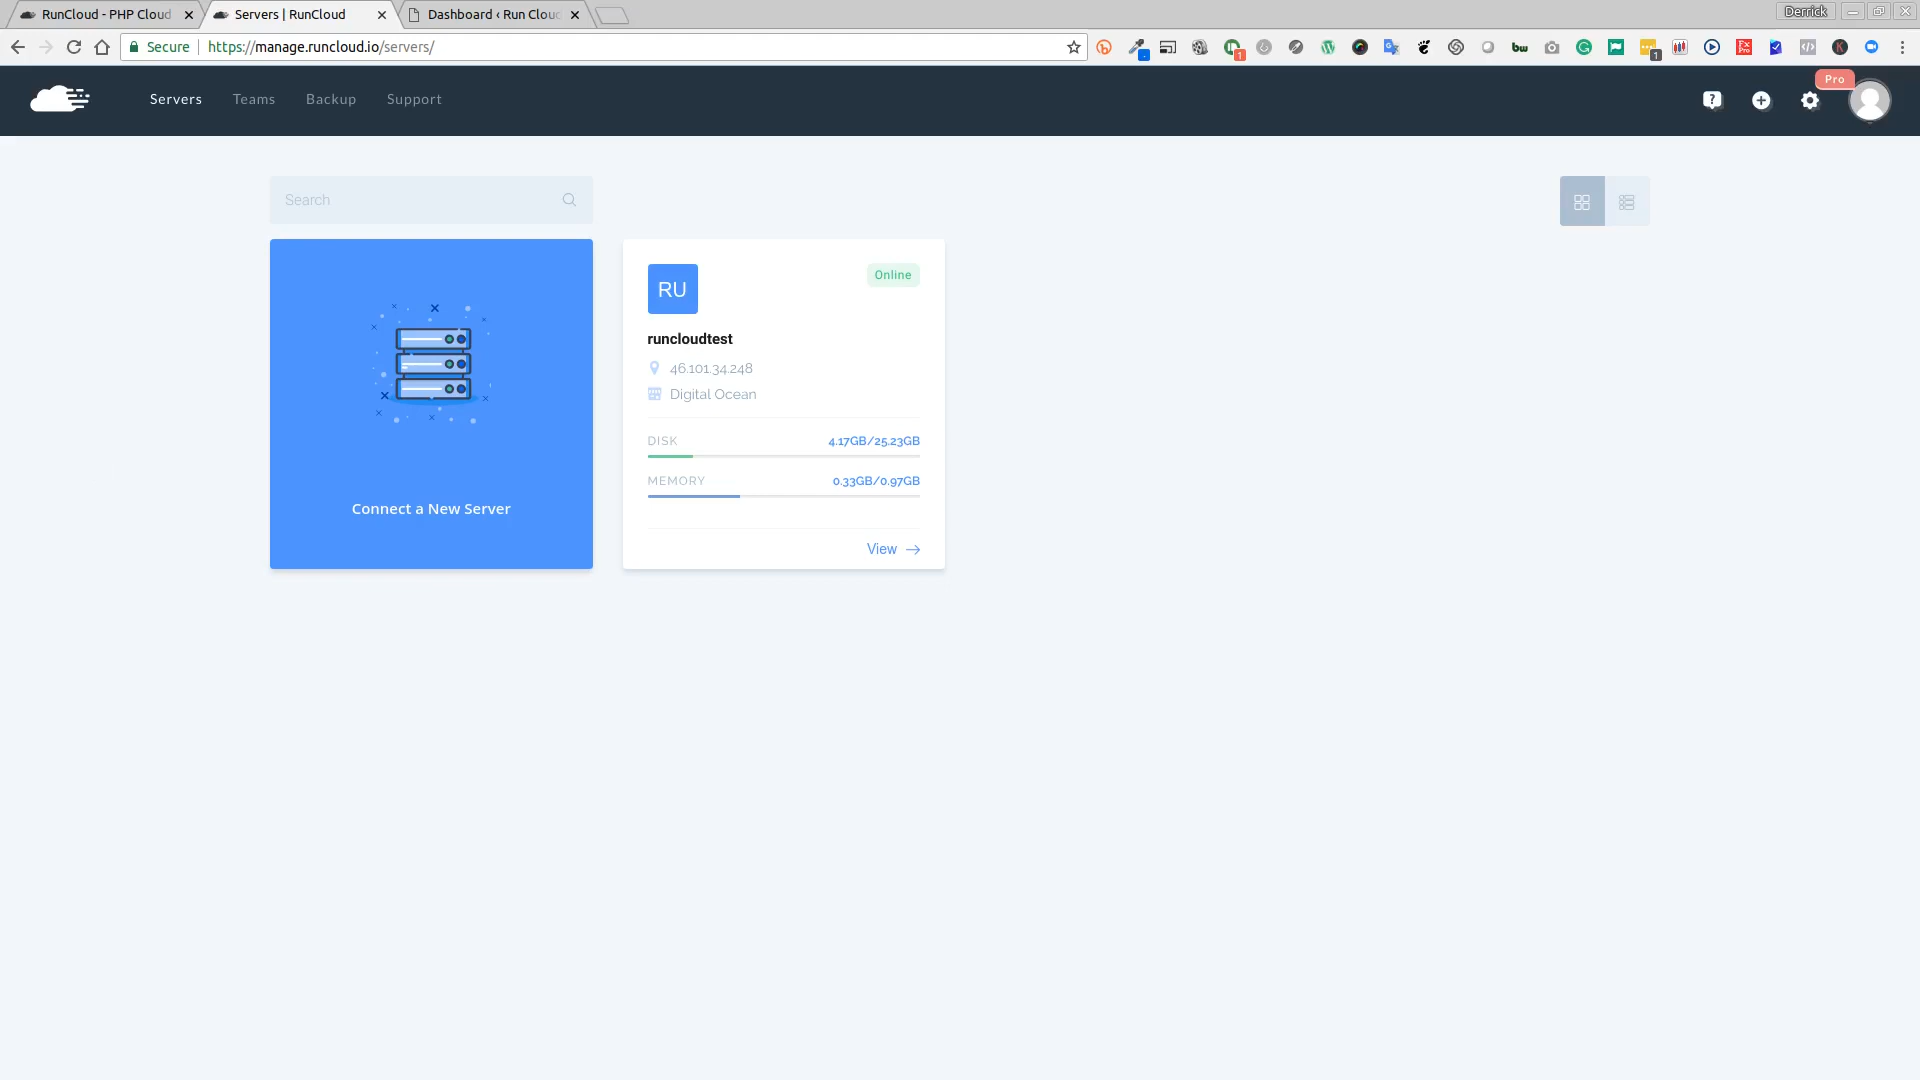 RunCloud - PHP Cloud
Servers | RunCloud
Dashboard ‹ Run Clou
Derrick
Secure
https://manage.runcloud.io/servers/
Servers
Teams
Backup
Support
Pro
Search
Connect a New Server
RU
Online
runcloudtest
46.101.34.248
Digital Ocean
DISK
4.17GB/25.23GB
MEMORY
0.33GB/0.97GB
View